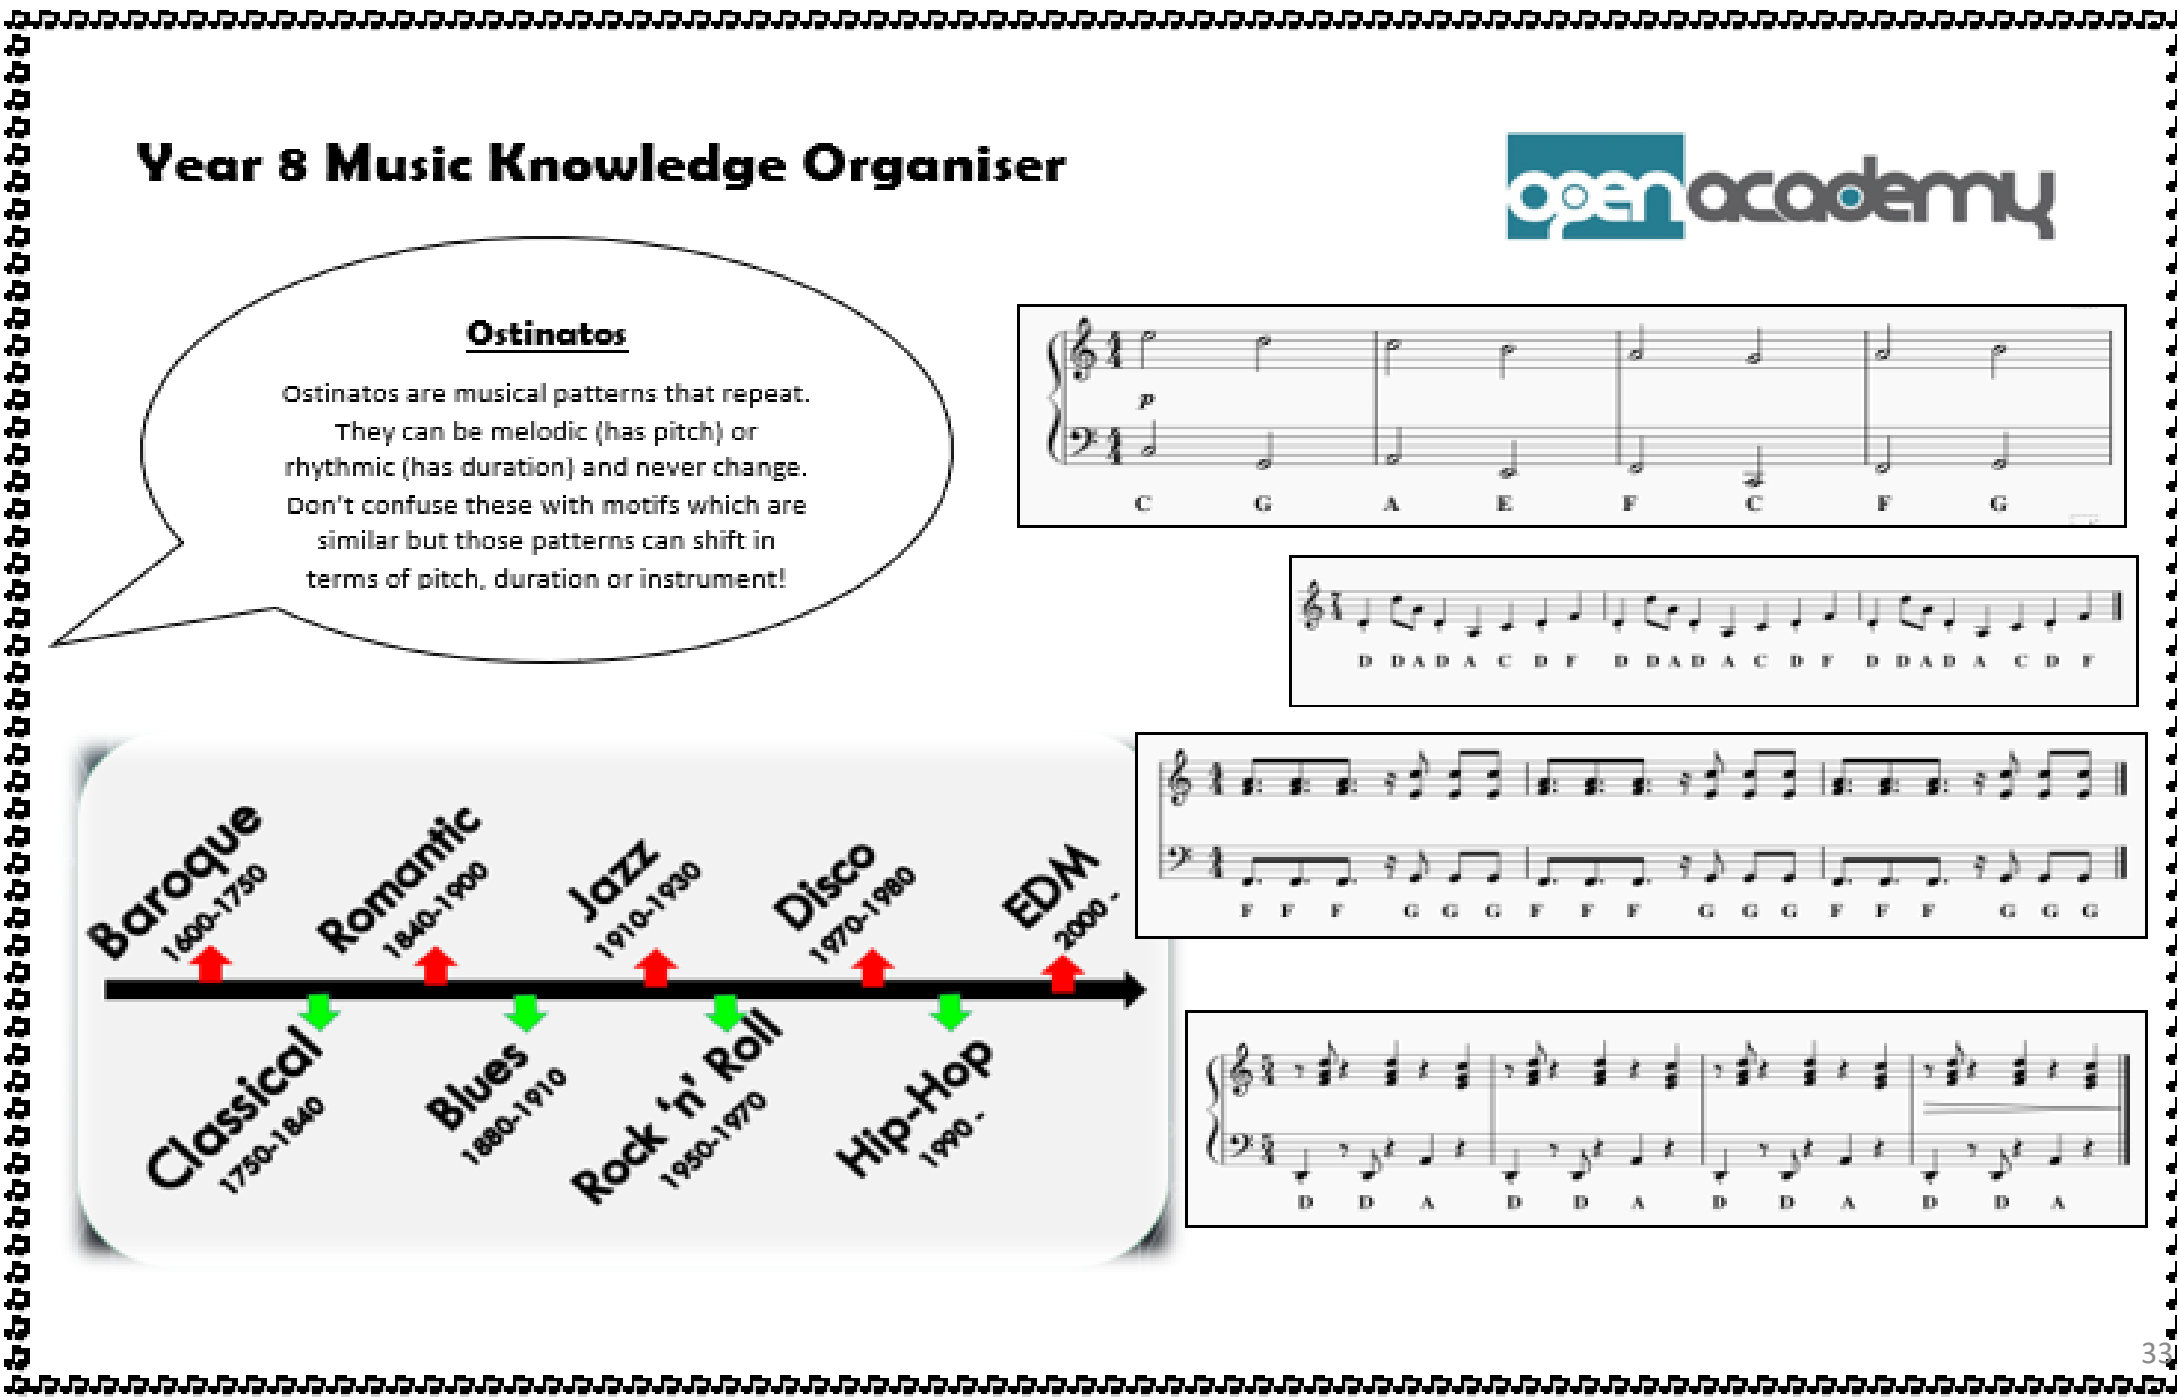 Year 8 Music Knowledge Organiser
openacademy
Ostinatos
Ostinatos are musical patterns that repeat.
They can be melodic (has pitch) or
rhythmic (has duration) and never change.
Don't confuse these with motifs which are
similar but those patterns can shift in
terms of pitch, duration or instrument!
p
C G A E F C F G
D D A D A C D F D D A D A C D F D D A D A C D F
F F F G G G F F F G G G F F F G G G
D D A D D A D D A D D A
Baroque
1600-1750
Romantic
1840-1900
Jazz
1910-1930
Disco
1970-1980
EDM
2000 -
Classical
1750-1840
Blues
1880-1910
Rock 'n' Roll
1950-1970
Hip-Hop
1990 -
33